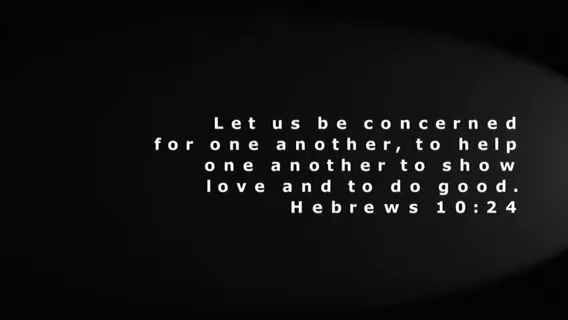 Let us be concerned
for one another, to help
one another to show
love and to do good.
Hebrews 10:24